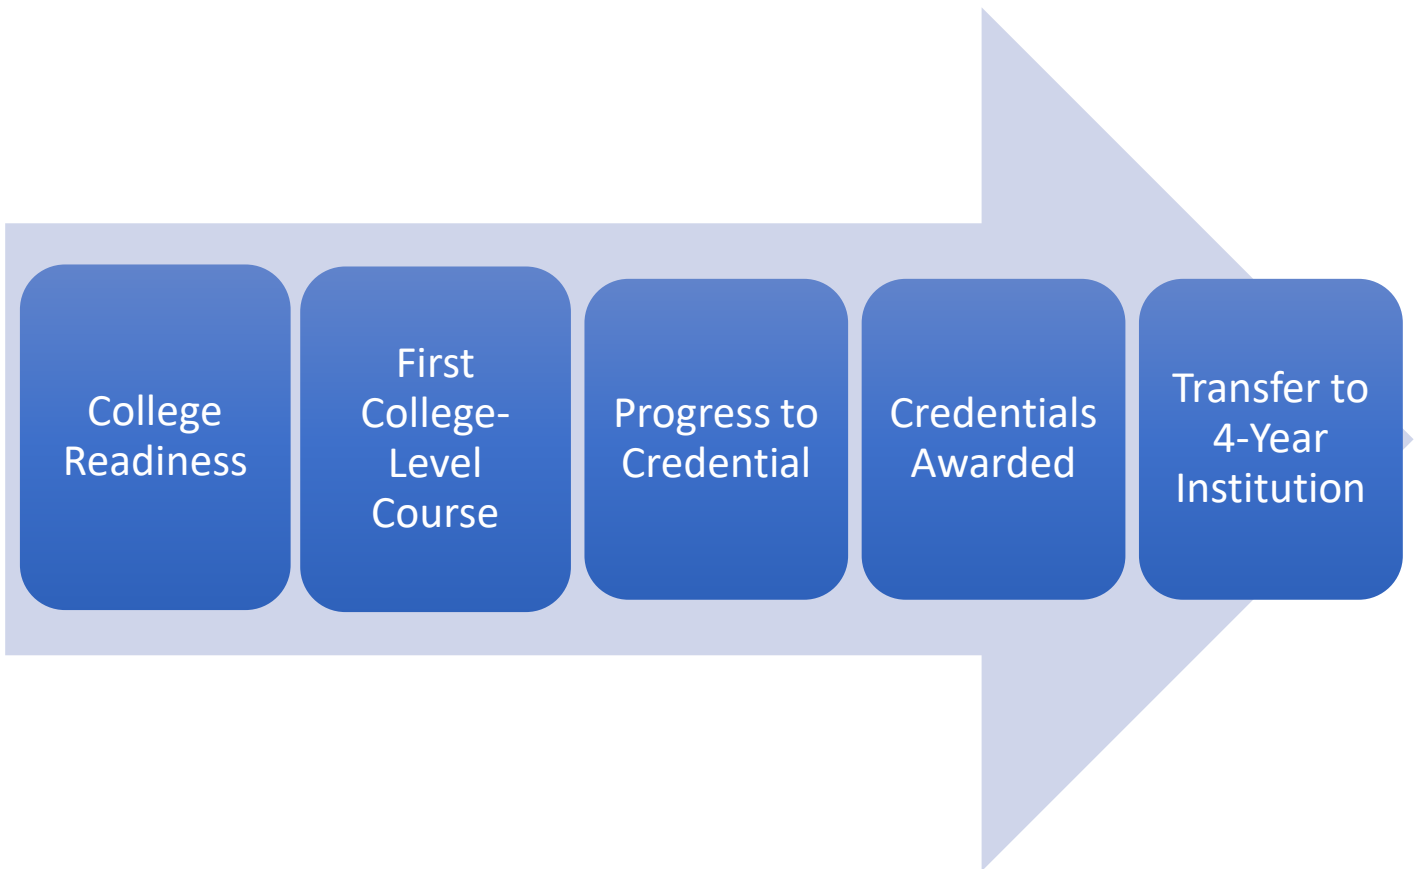 College
Readiness
First
College-
Level
Course
Progress to
Credential
Credentials
Awarded
Transfer to
4-Year
Institution